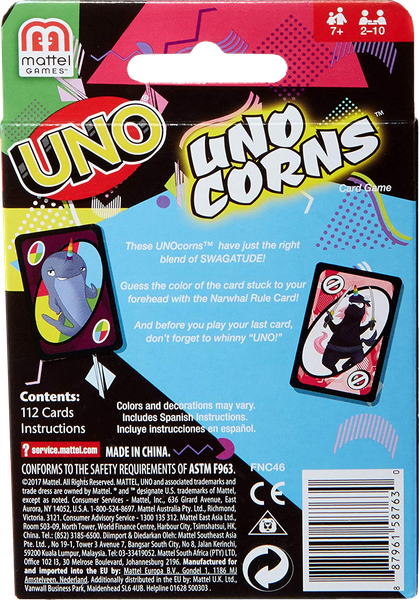 mattel
GAMES™
7+
2-10
UNO
UNO
CORNS™
Card Game
These UNOcorns™ have just the right
blend of SWAGATUDE!
Guess the color of the card stuck to your
forehead with the Narwhal Rule Card!
And before you play your last card,
don't forget to whinny "UNO!"
Contents:
112 Cards
Instructions
Colors and decorations may vary.
Includes Spanish Instructions.
Incluye instrucciones en español.
? service.mattel.com
MADE IN CHINA.
CONFORMS TO THE SAFETY REQUIREMENTS OF ASTM F963.
FNC46
©2017 Mattel. All Rights Reserved. MATTEL, UNO and associated trademarks and
trade dress are owned by Mattel. ® and ™ designate U.S. trademarks of Mattel,
except as noted. Consumer Services - Mattel, Inc., 636 Girard Avenue, East
Aurora, NY 14052, U.S.A. 1-800-524-8697. Mattel Australia Pty. Ltd., Richmond,
Victoria. 3121. Consumer Advisory Service - 1300 135 312. Mattel East Asia Ltd.,
Room 503-09, North Tower, World Finance Centre, Harbour City, Tsimshatsui, HK,
China. Tel.: (852) 3185-6500. Diimport & Diedarkan Oleh: Mattel Southeast Asia
Pte. Ltd., No 19-1, Tower 3 Avenue 7, Bangsar South City, No 8, Jalan Kerinchi,
59200 Kuala Lumpur, Malaysia. Tel: 03-33419052. Mattel South Africa (PTY) LTD,
Office 102 I3, 30 Melrose Boulevard, Johannesburg 2196. Manufactured for
and imported into the EU by: Mattel Europa B.V., 1186 MJ
Amstelveen, Nederland. Additionally distributed in the EU by: Mattel U.K. Ltd.,
Vanwall Business Park, Maidenhead SL6 4UB. Helpline 01628 500303.
CE
8 87961 58763 0